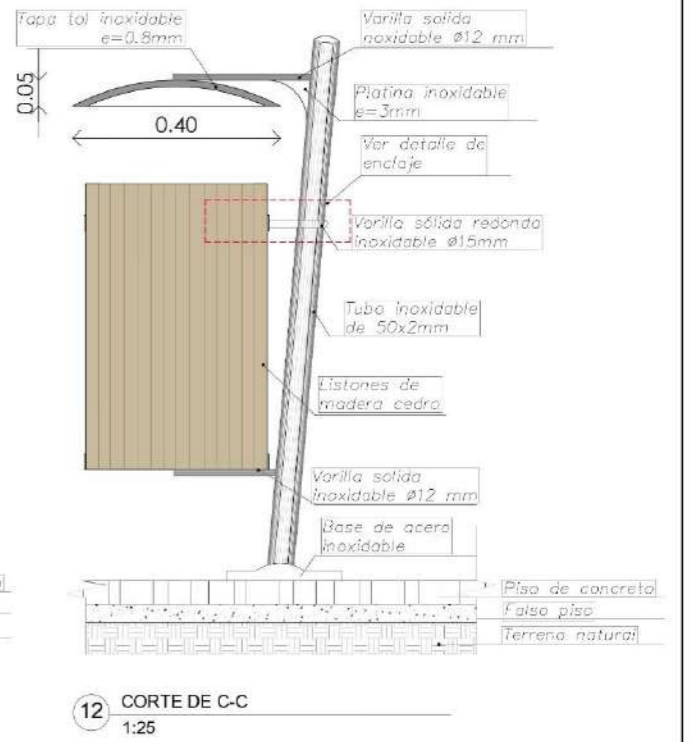 Tapa tol inoxidable
e=0.8mm
Varilla solida
noxidable Ø12 mm
0.05
0.40
Platina inoxidable
e=3mm
Ver detalle de
enclaje
Varilla sólida redonda
inoxidable Ø15mm
Tubo inoxidable
de 50x2mm
Listones de
madera cedro
Varilla solida
inoxidable Ø12 mm
Base de acero
inoxidable
Piso de concreto
Falso piso
Terreno natural
12 CORTE DE C-C
1:25